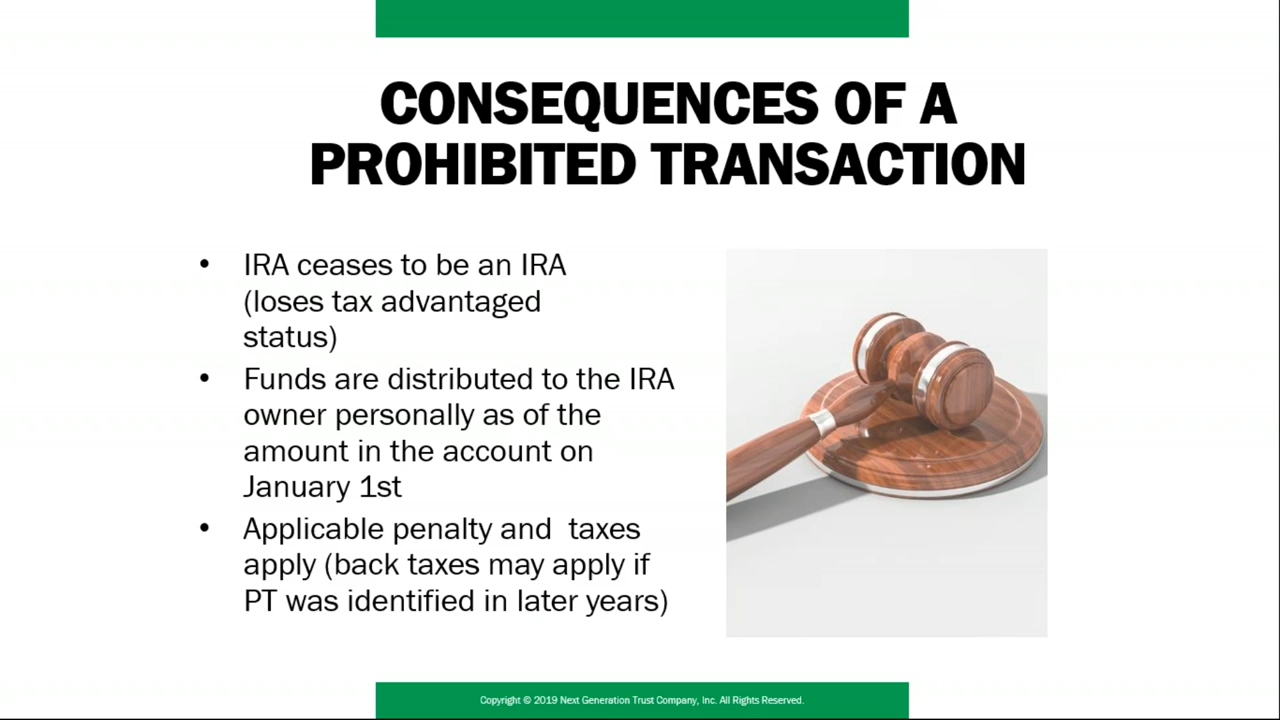 CONSEQUENCES OF A
PROHIBITED TRANSACTION
• IRA ceases to be an IRA
(loses tax advantaged
status)
• Funds are distributed to the IRA
owner personally as of the
amount in the account on
January 1st
• Applicable penalty and  taxes
apply (back taxes may apply if
PT was identified in later years)
Copyright © 2019 Next Generation Trust Company, Inc. All Rights Reserved.